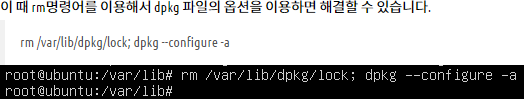 이 때 rm명령어를 이용해서 dpkg 파일의 옵션을 이용하면 해결할 수 있습니다.
rm /var/lib/dpkg/lock; dpkg --configure -a
root@ubuntu:/var/lib# rm /var/lib/dpkg/lock; dpkg --configure -a
root@ubuntu:/var/lib#